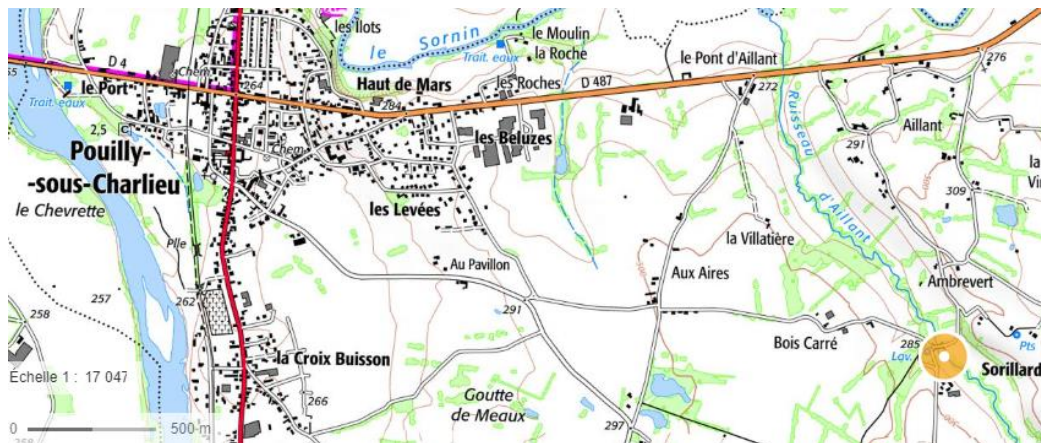 les Ilots
le Moulin
la Roche
le Sornin
Trait. eaux
le Pont d'Aillant
276
D 4
Chem
264
le Port
Trait. eaux
Haut de Mars
284
les Roches
D 487
272
Ruisseau
d'Aillant
2,5
C
Chem
les Beluzes
Aillant
291
Pouilly-
-sous-Charlieu
le Chevrette
les Levées
309
la Villatière
Plle
Au Pavillon
Aux Aires
Ambrevert
257
262
291
258
Bois Carré
285
Lav.
Pts
Sorillard
la Croix Buisson
Echelle 1 : 17 047
266
Goutte
de Meaux
297
0 500 m